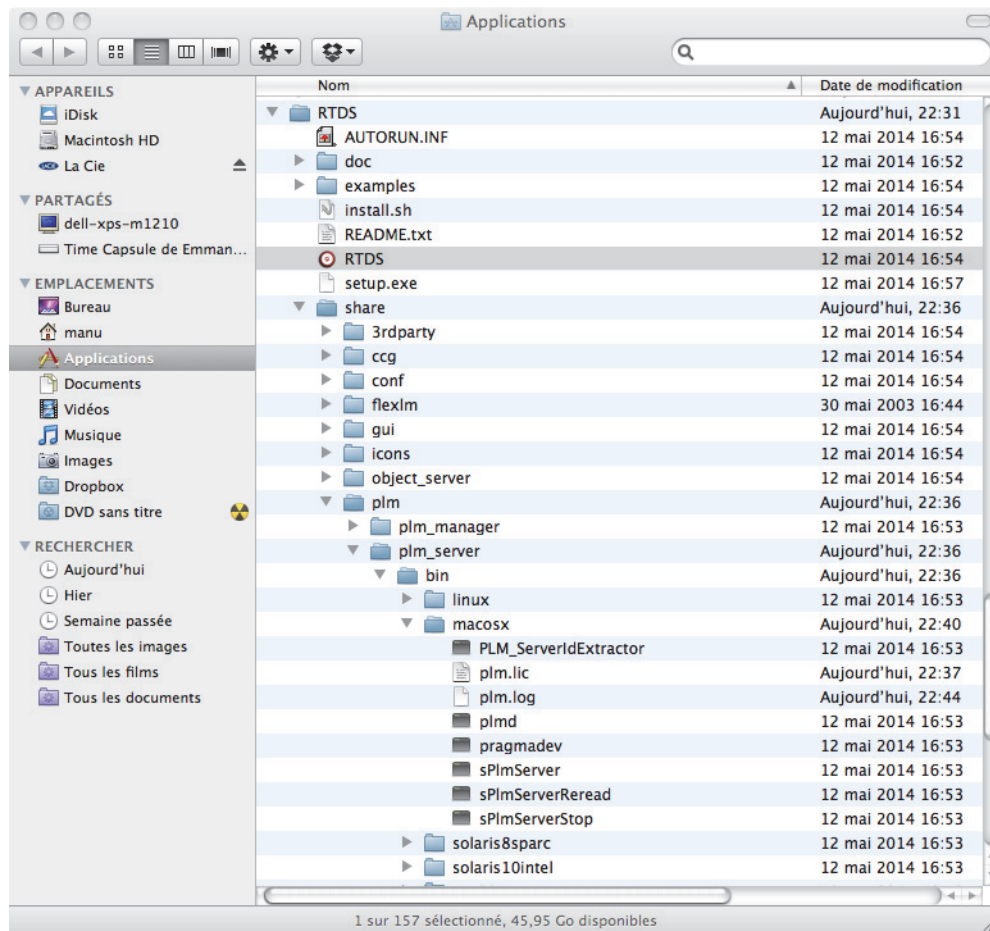 Applications
APPAREILS
iDisk
Macintosh HD
La Cie
PARTAGÉS
dell-xps-m1210
Time Capsule de Emman...
EMPLACEMENTS
Bureau
manu
Applications
Documents
Vidéos
Musique
Images
Dropbox
DVD sans titre
RECHERCHER
Aujourd'hui
Hier
Semaine passée
Toutes les images
Tous les films
Tous les documents
Nom Date de modification
RTDS Aujourd'hui, 22:31
AUTORUN.INF 12 mai 2014 16:54
doc 12 mai 2014 16:52
examples 12 mai 2014 16:54
install.sh 12 mai 2014 16:54
README.txt 12 mai 2014 16:52
RTDS 12 mai 2014 16:54
setup.exe 12 mai 2014 16:57
share Aujourd'hui, 22:36
3rdparty 12 mai 2014 16:54
ccg 12 mai 2014 16:54
conf 12 mai 2014 16:54
flexlm 30 mai 2003 16:44
gui 12 mai 2014 16:54
icons 12 mai 2014 16:54
object_server 12 mai 2014 16:54
plm Aujourd'hui, 22:36
plm_manager 12 mai 2014 16:53
plm_server Aujourd'hui, 22:36
bin Aujourd'hui, 22:36
linux 12 mai 2014 16:53
macosx Aujourd'hui, 22:40
PLM_ServerIdExtractor Aujourd'hui, 22:36
plm.lic Aujourd'hui, 22:37
plm.log Aujourd'hui, 22:44
plmd 12 mai 2014 16:53
pragmadev 12 mai 2014 16:53
sPlmServer 12 mai 2014 16:53
sPlmServerReread 12 mai 2014 16:53
sPlmServerStop 12 mai 2014 16:53
solaris8sparc 12 mai 2014 16:53
solaris10intel 12 mai 2014 16:53
1 sur 157 sélectionné, 45,95 Go disponibles